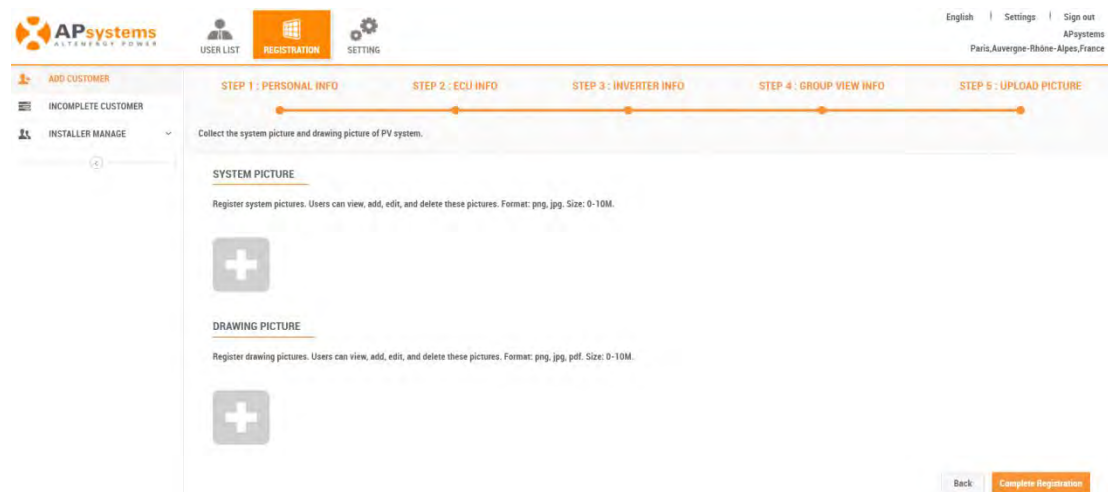 English | Settings | Sign out
APsystems
ALTENERGY POWER
APsystems
Paris,Auvergne-Rhône-Alpes,France
USER LIST REGISTRATION SETTING
ADD CUSTOMER
INCOMPLETE CUSTOMER
INSTALLER MANAGE
STEP 1 : PERSONAL INFO STEP 2 : ECU INFO STEP 3 : INVERTER INFO STEP 4 : GROUP VIEW INFO STEP 5 : UPLOAD PICTURE
Collect the system picture and drawing picture of PV system.
SYSTEM PICTURE
Register system pictures. Users can view, add, edit, and delete these pictures. Format: png, jpg. Size: 0-10M.
DRAWING PICTURE
Register drawing pictures. Users can view, add, edit, and delete these pictures. Format: png, jpg, pdf. Size: 0-10M.
Back Complete Registration